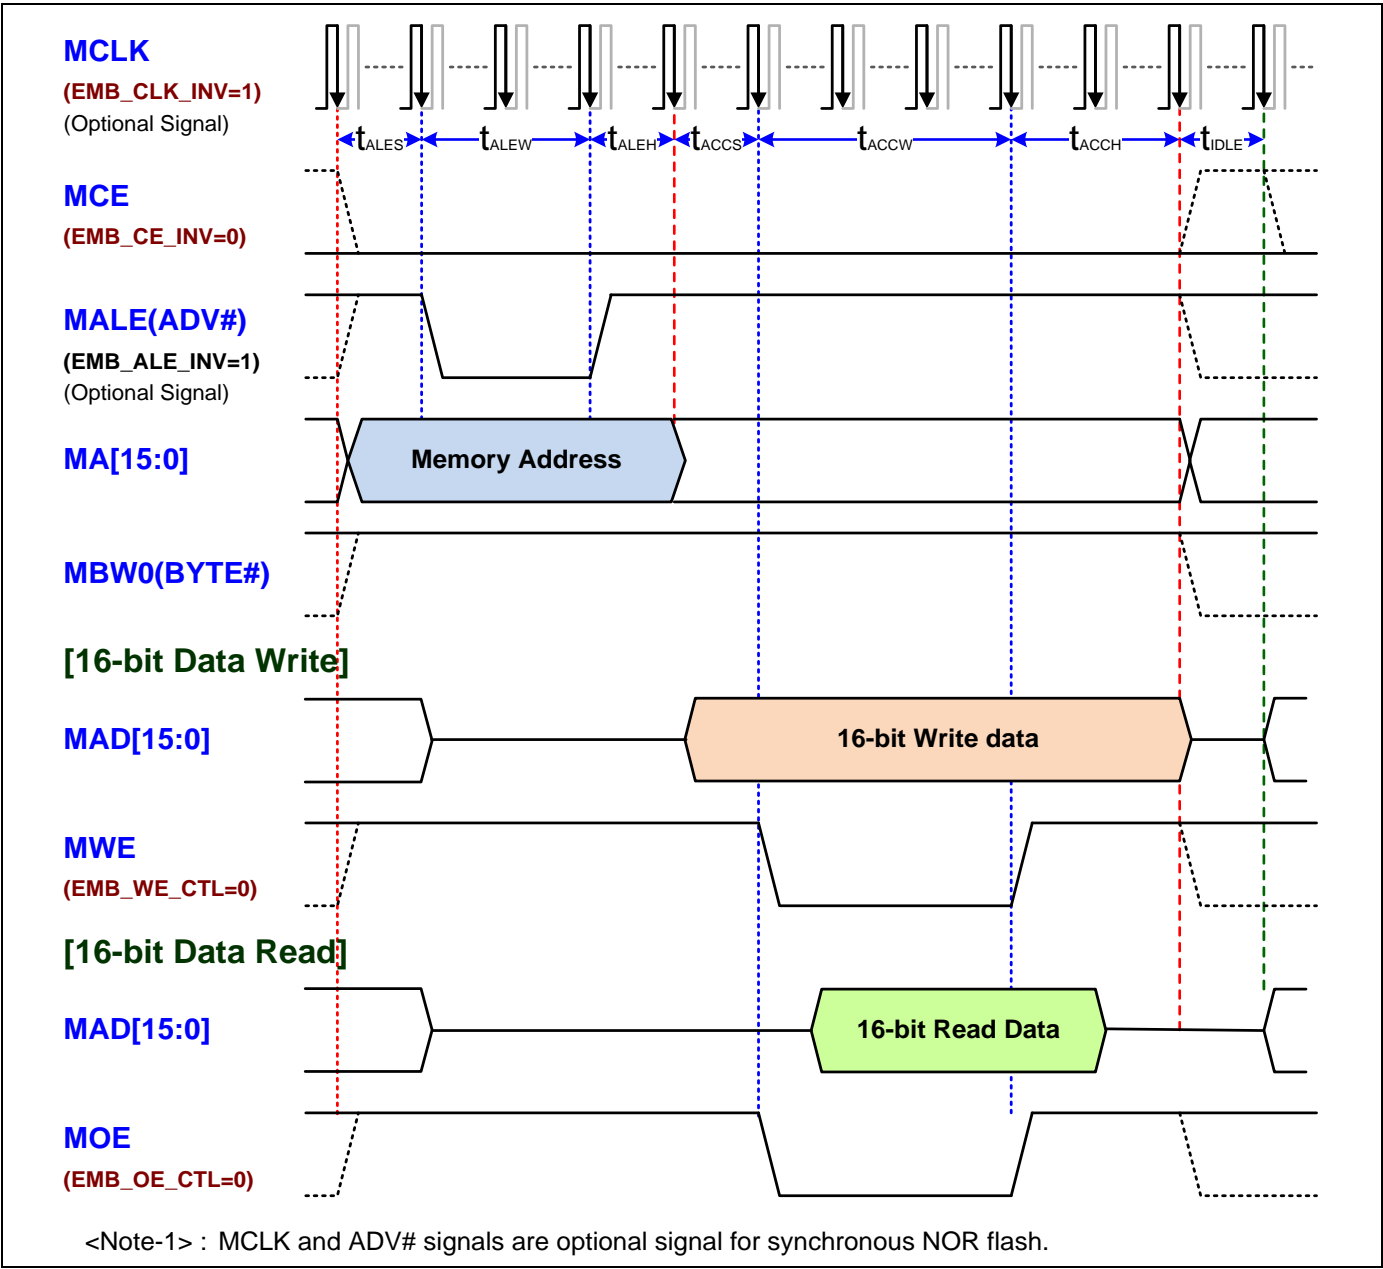 MCLK
(EMB_CLK_INV=1)
(Optional Signal)
tALES tALEW tALEH tACCS tACCW tACCH tIDLE
MCE
(EMB_CE_INV=0)
MALE(ADV#)
(EMB_ALE_INV=1)
(Optional Signal)
MA[15:0] Memory Address
MBW0(BYTE#)
[16-bit Data Write]
MAD[15:0] 16-bit Write data
MWE
(EMB_WE_CTL=0)
[16-bit Data Read]
MAD[15:0] 16-bit Read Data
MOE
(EMB_OE_CTL=0)
<Note-1> : MCLK and ADV# signals are optional signal for synchronous NOR flash.